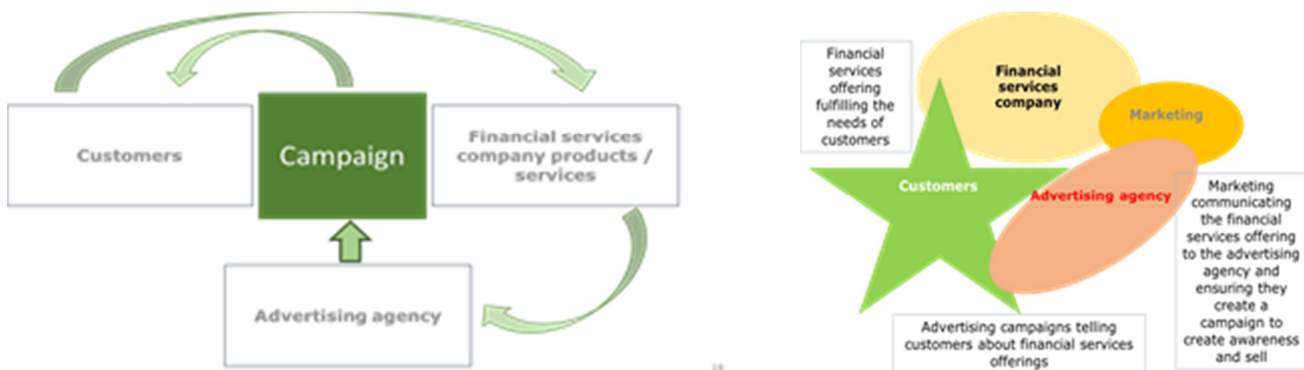 Customers
Campaign
Financial services
company products /
services
Advertising agency
Financial
services
offering
fulfilling the
needs of
customers
Financial
services
company
Marketing
Customers
Advertising agency
Marketing
communicating
the financial
services offering
to the advertising
agency and
ensuring they
create a
campaign to
create awareness
and sell
Advertising campaigns telling
customers about financial services
offerings